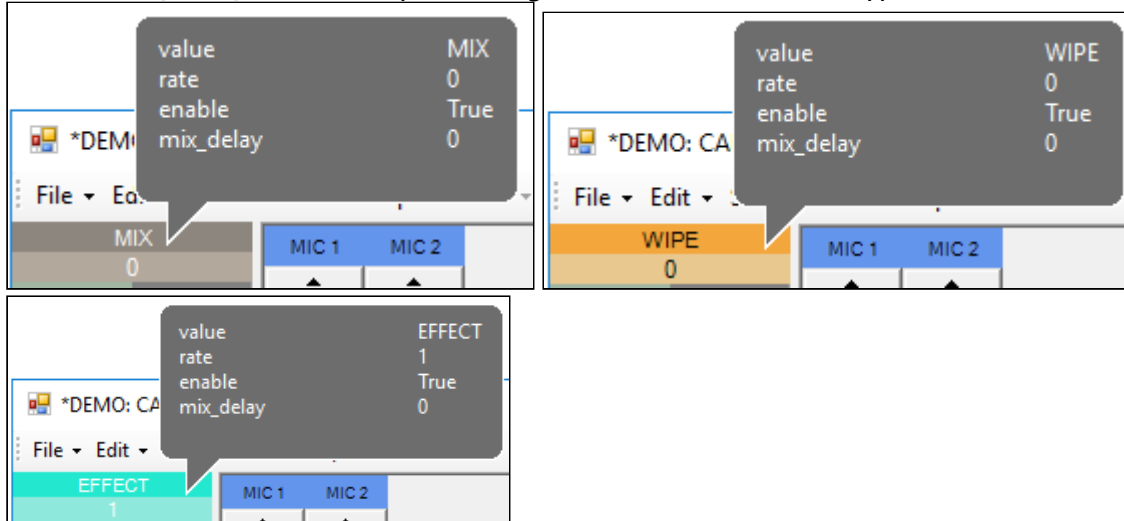 value MIX
rate 0
enable True
mix_delay 0
*DEM
File
MIX MIC 1 MIC 2
0
value WIPE
rate 0
enable True
mix_delay 0
*DEMO: CA
File Edit
WIPE MIC 1 MIC 2
0
value EFFECT
rate 1
enable True
mix_delay 0
*DEMO: CA
File Edit
EFFECT MIC 1 MIC 2
1